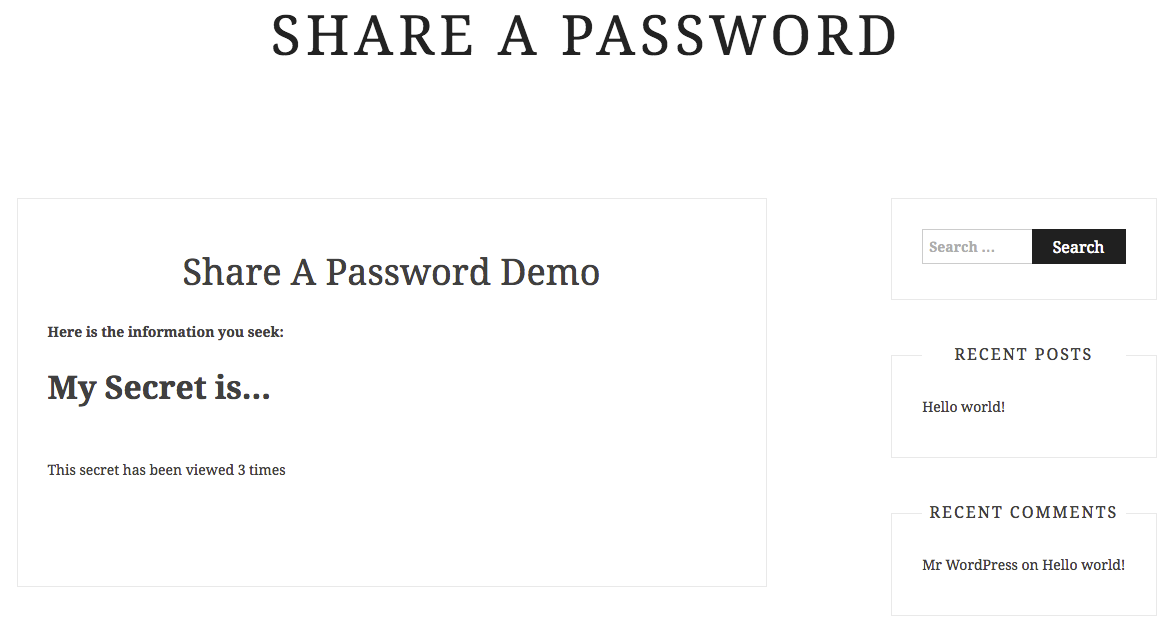 SHARE A PASSWORD
Share A Password Demo
Here is the information you seek:
My Secret is...
This secret has been viewed 3 times
Search ...
Search
RECENT POSTS
Hello world!
RECENT COMMENTS
Mr WordPress on Hello world!